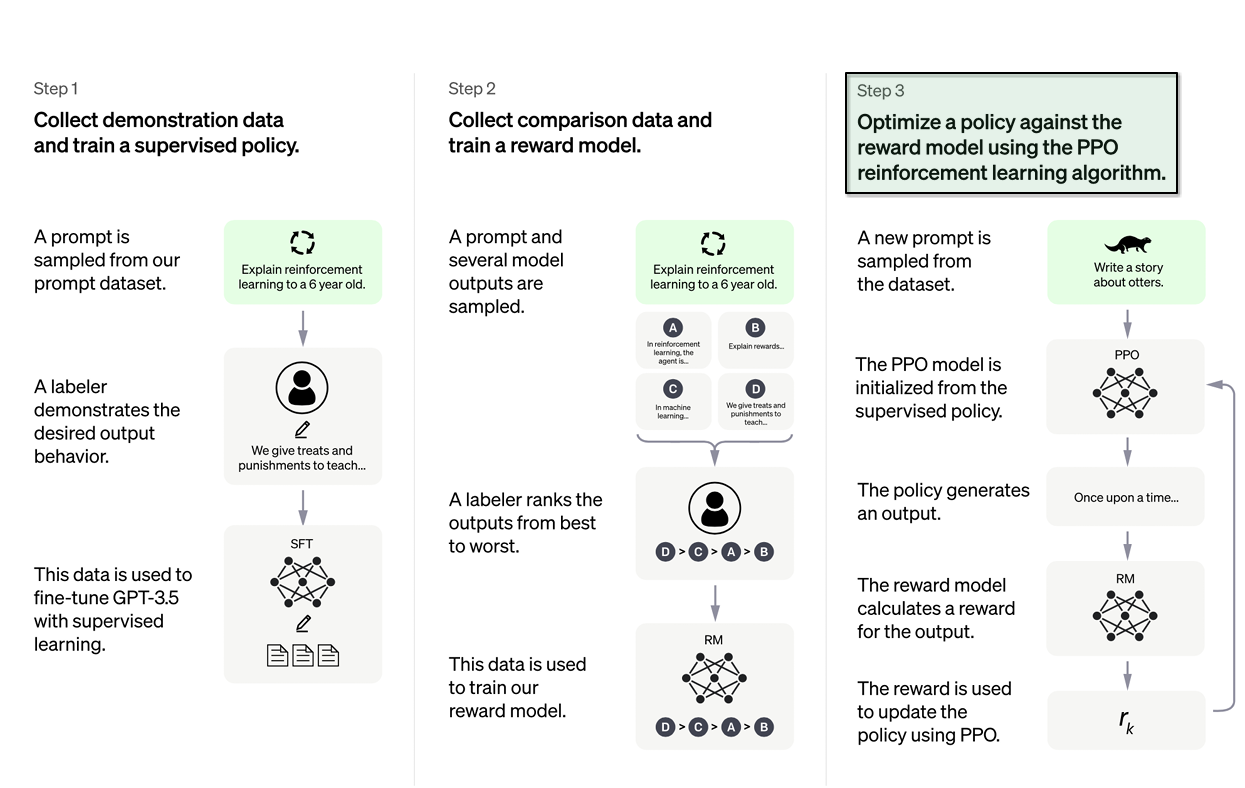 Step 1
Collect demonstration data
and train a supervised policy.
A prompt is
sampled from our
prompt dataset.
Explain reinforcement
learning to a 6 year old.
A labeler
demonstrates the
desired output
behavior.
We give treats and
punishments to teach...
This data is used to
fine-tune GPT-3.5
with supervised
learning.
SFT
Step 2
Collect comparison data and
train a reward model.
A prompt and
several model
outputs are
sampled.
Explain reinforcement
learning to a 6 year old.
A
In reinforcement
learning, the
agent is...
B
Explain rewards...
C
In machine
learning...
D
We give treats and
punishments to
teach...
A labeler ranks the
outputs from best
to worst.
D > C > A > B
This data is used
to train our
reward model.
RM
D > C > A > B
Step 3
Optimize a policy against the
reward model using the PPO
reinforcement learning algorithm.
A new prompt is
sampled from
the dataset.
Write a story
about otters.
The PPO model is
initialized from the
supervised policy.
PPO
The policy generates
an output.
Once upon a time...
The reward model
calculates a reward
for the output.
RM
The reward is used
to update the
policy using PPO.
r_k